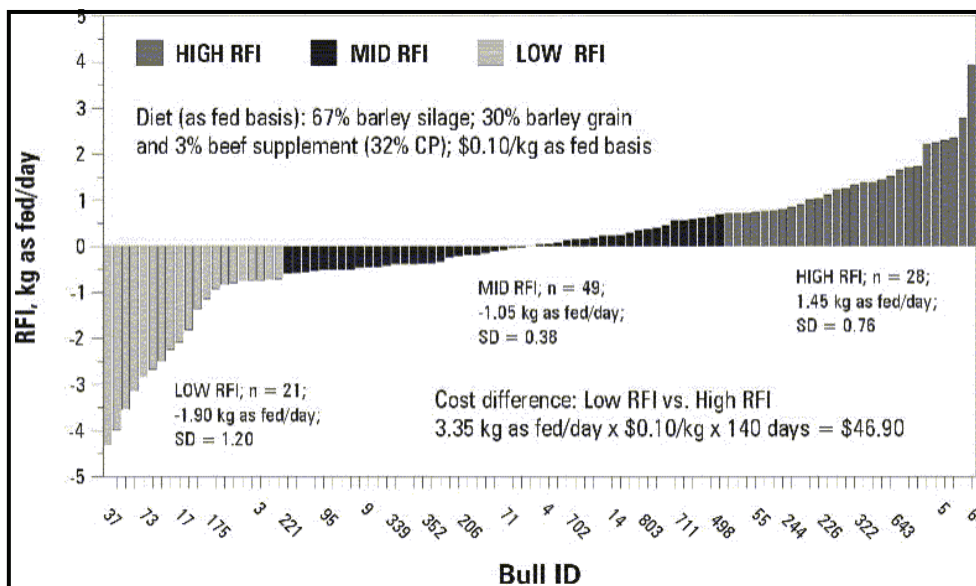 HIGH RFI MID RFI LOW RFI
Diet (as fed basis): 67% barley silage; 30% barley grain
and 3% beef supplement (32% CP); $0.10/kg as fed basis
RFI, kg as fed/day
5
4
3
2
1
0
-1
-2
-3
-4
-5
MID RFI; n = 49;
-1.05 kg as fed/day;
SD = 0.38
HIGH RFI; n = 28;
1.45 kg as fed/day;
SD = 0.76
LOW RFI; n = 21;
-1.90 kg as fed/day;
SD = 1.20
Cost difference: Low RFI vs. High RFI
3.35 kg as fed/day x $0.10/kg x 140 days = $46.90
37 73 17 175 3 221 95 9 339 352 206 71 4 702 14 803 711 498 55 244 226 322 643 5
Bull ID